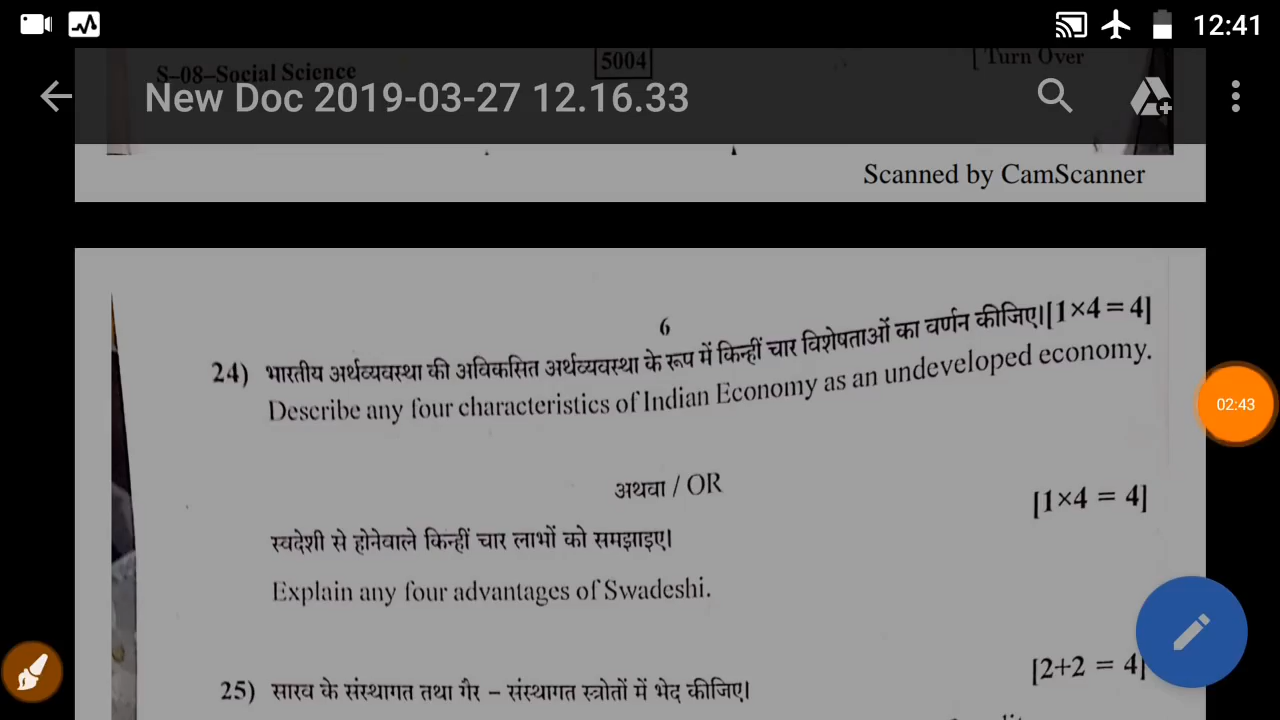 12:41
S-08-Social Science
5004
[ Turn Over
New Doc 2019-03-27 12.16.33
Scanned by CamScanner
6
24) भारतीय अर्थव्यवस्था की अविकसित अर्थव्यवस्था के रूप में किन्हीं चार विशेषताओं का वर्णन कीजिए।[1×4=4]
Describe any four characteristics of Indian Economy as an undeveloped economy.
अथवा / OR
[1×4 = 4]
स्वदेशी से होनेवाले किन्हीं चार लाभों को समझाइए।
Explain any four advantages of Swadeshi.
02:43
[2+2 = 4]
25) साख के संस्थागत तथा गैर – संस्थागत स्त्रोतों में भेद कीजिए।